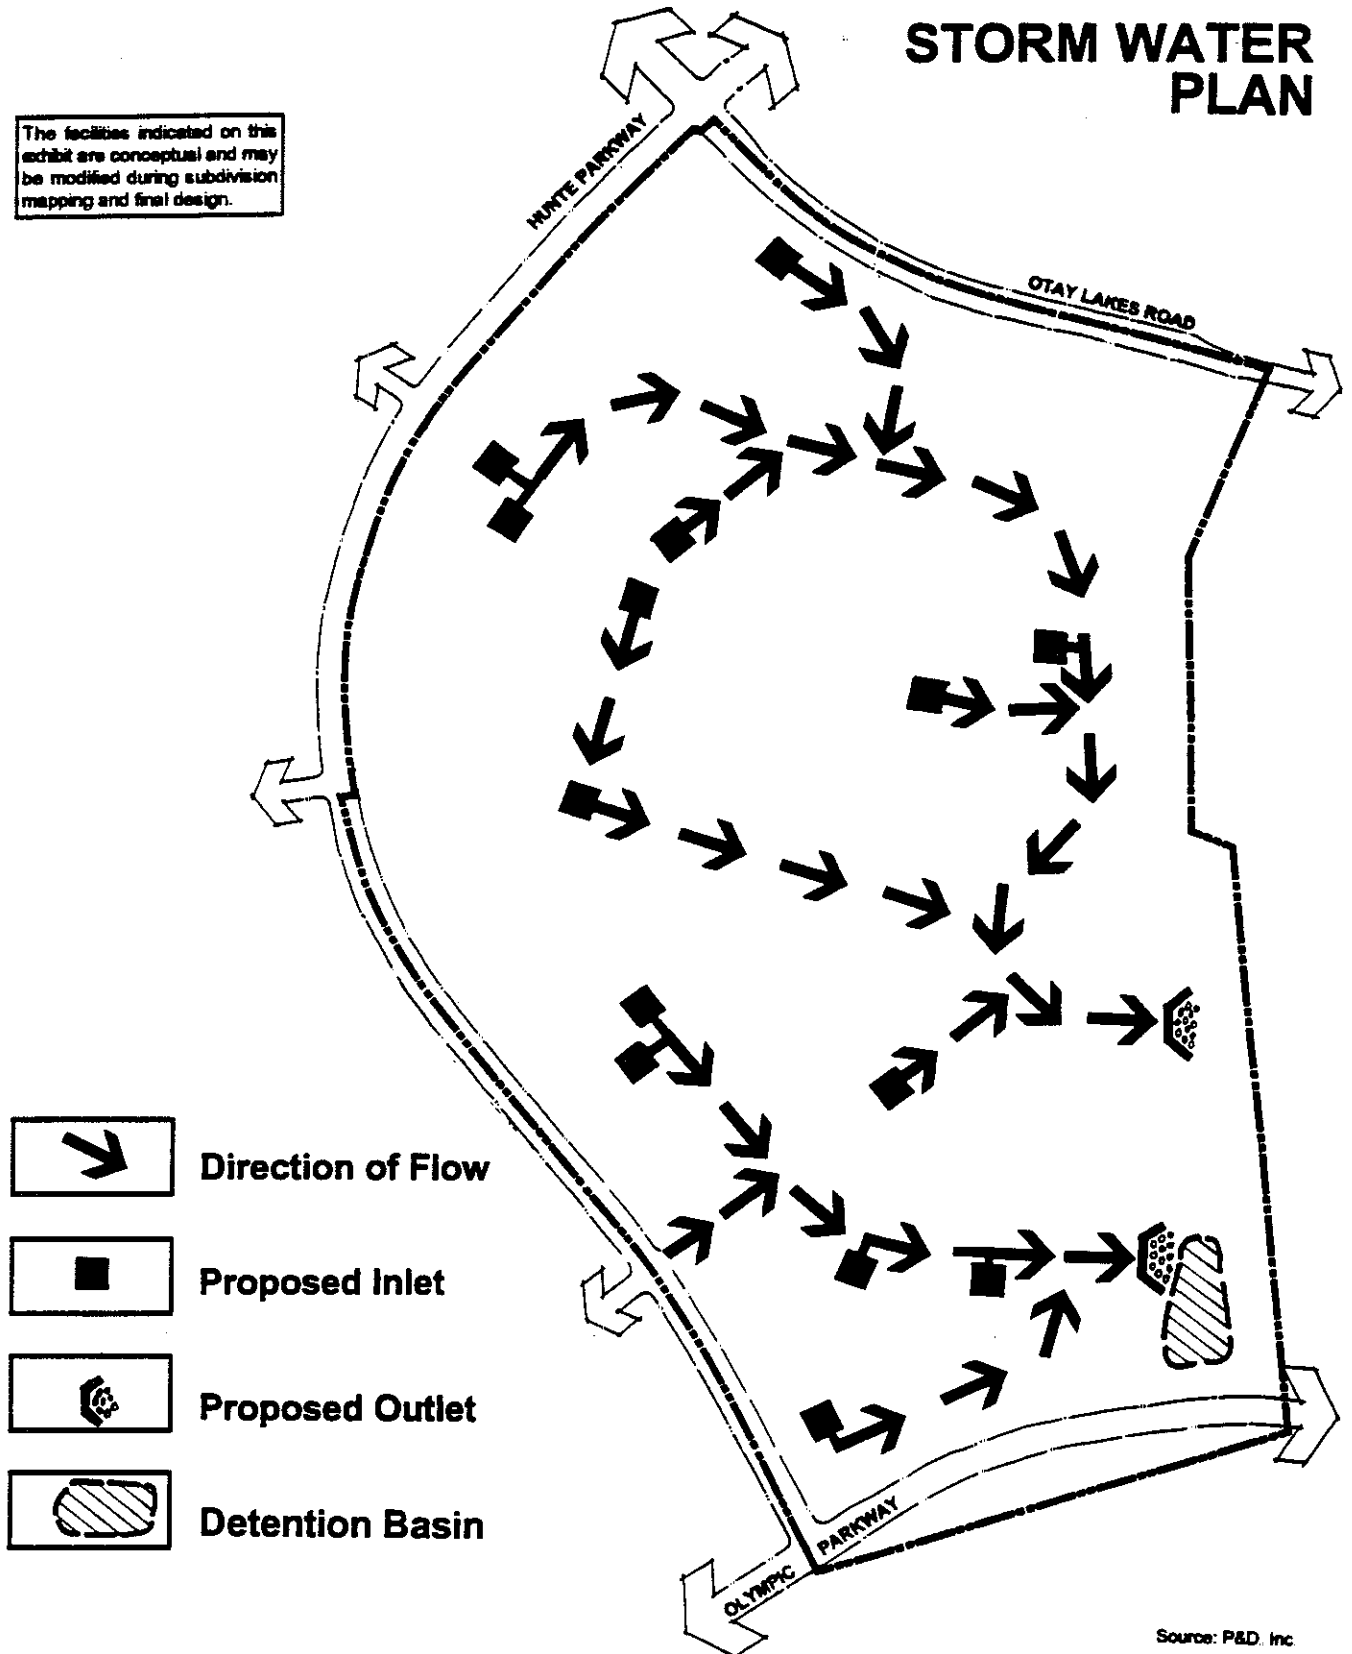 STORM WATER
PLAN
The facilities indicated on this
exhibit are conceptual and may
be modified during subdivision
mapping and final design.
HUNTE PARKWAY
OTAY LAKES ROAD
Direction of Flow
Proposed Inlet
Proposed Outlet
Detention Basin
OLYMPIC PARKWAY
Source: P&D. Inc